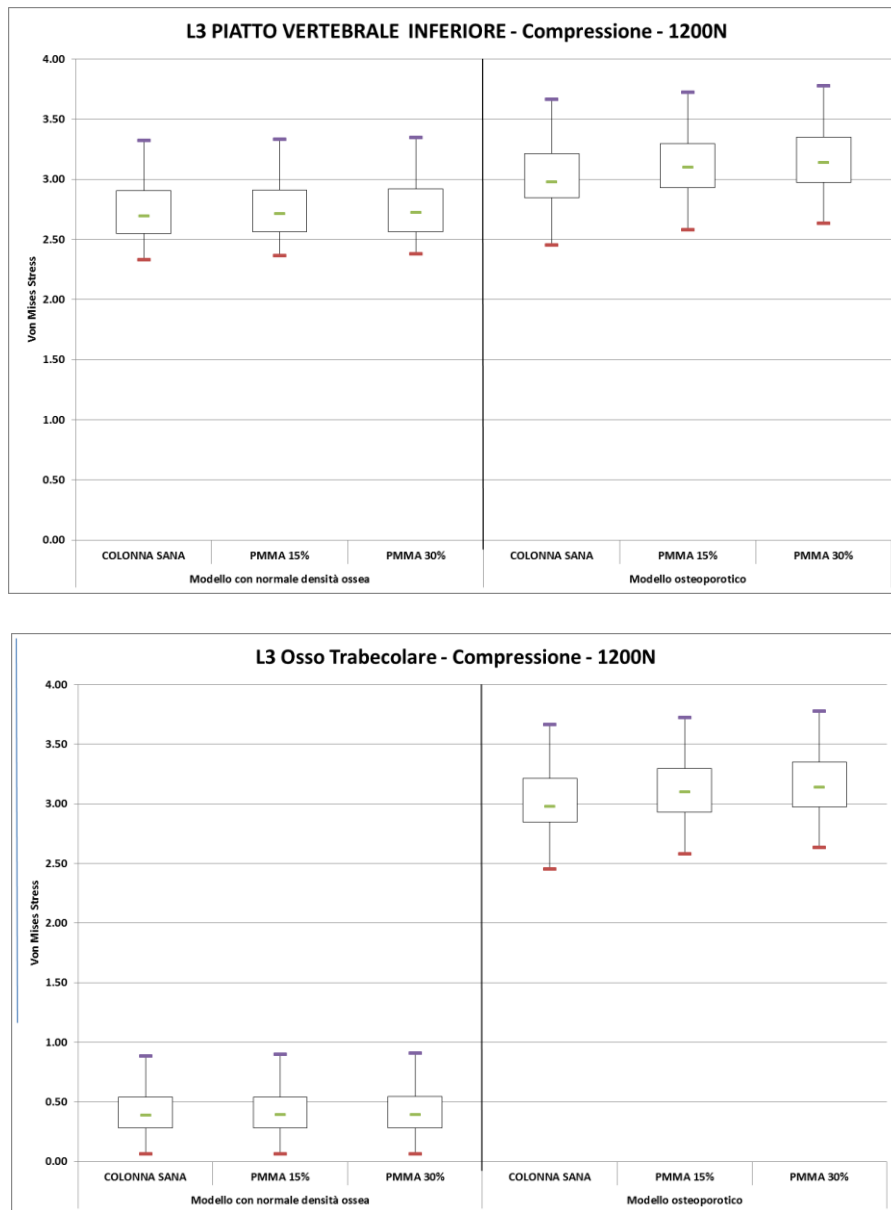 L3 PIATTO VERTEBRALE INFERIORE - Compressione - 1200N
4.00
3.50
3.00
2.50
2.00
1.50
1.00
0.50
0.00
Von Mises Stress
COLONNA SANA PMMA 15% PMMA 30% COLONNA SANA PMMA 15% PMMA 30%
Modello con normale densità ossea Modello osteoporotico
L3 Osso Trabecolare - Compressione - 1200N
4.00
3.50
3.00
2.50
2.00
1.50
1.00
0.50
0.00
Von Mises Stress
COLONNA SANA PMMA 15% PMMA 30% COLONNA SANA PMMA 15% PMMA 30%
Modello con normale densità ossea Modello osteoporotico